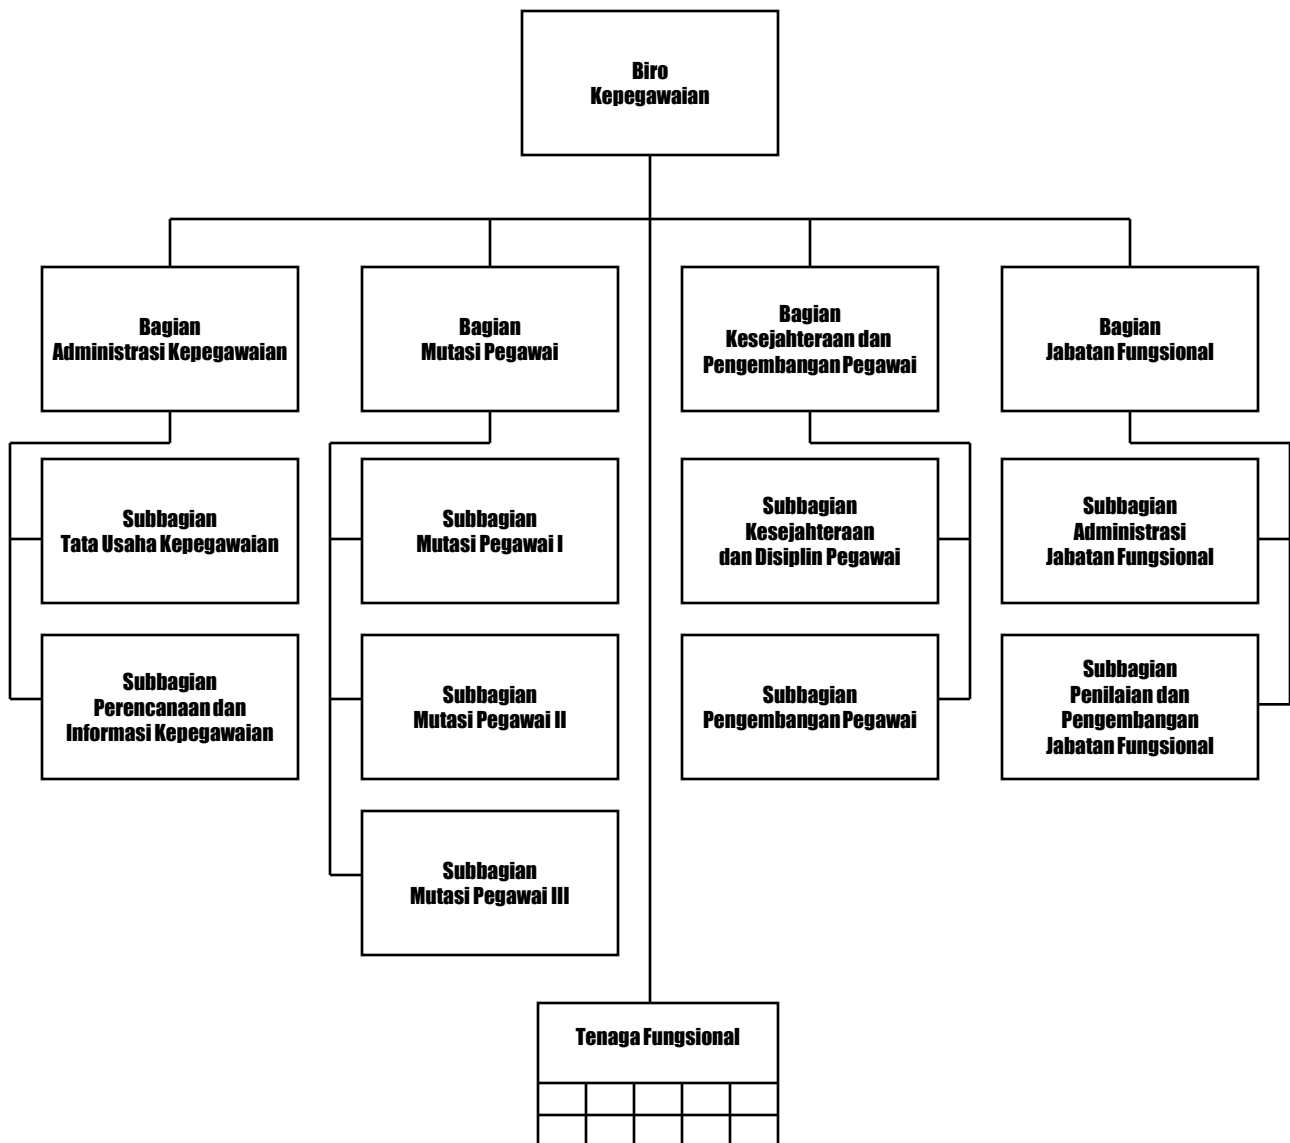 Biro
Kepegawaian
Bagian
Administrasi Kepegawaian
Bagian
Mutasi Pegawai
Bagian
Kesejahteraan dan
Pengembangan Pegawai
Bagian
Jabatan Fungsional
Subbagian
Tata Usaha Kepegawaian
Subbagian
Mutasi Pegawai I
Subbagian
Kesejahteraan
dan Disiplin Pegawai
Subbagian
Administrasi
Jabatan Fungsional
Subbagian
Perencanaan dan
Informasi Kepegawaian
Subbagian
Mutasi Pegawai II
Subbagian
Pengembangan Pegawai
Subbagian
Penilaian dan
Pengembangan
Jabatan Fungsional
Subbagian
Mutasi Pegawai III
Tenaga Fungsional